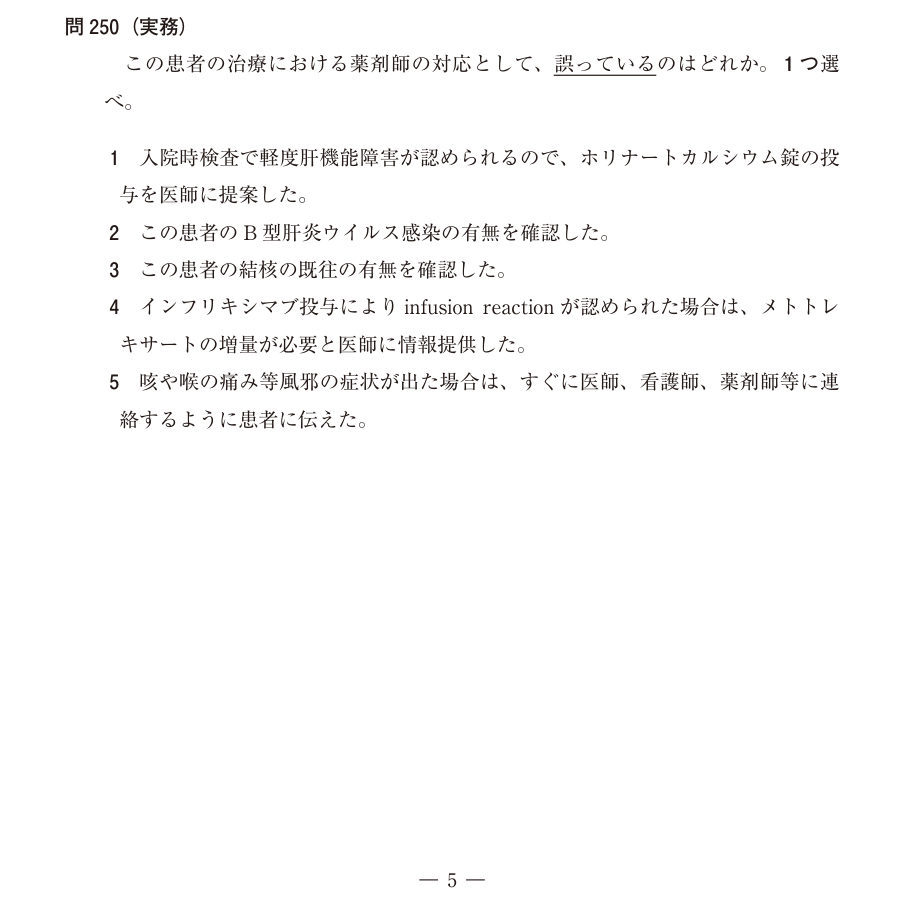 問 250（実務）
この患者の治療における薬剤師の対応として、誤っているのはどれか。1つ選
べ。
1 入院時検査で軽度肝機能障害が認められるので、ホリナートカルシウム錠の投
与を医師に提案した。
2 この患者の B 型肝炎ウイルス感染の有無を確認した。
3 この患者の結核の既往の有無を確認した。
4 インフリキシマブ投与により infusion reaction が認められた場合は、メトトレ
キサートの増量が必要と医師に情報提供した。
5 咳や喉の痛み等風邪の症状が出た場合は、すぐに医師、看護師、薬剤師等に連
絡するように患者に伝えた。
― 5 ―